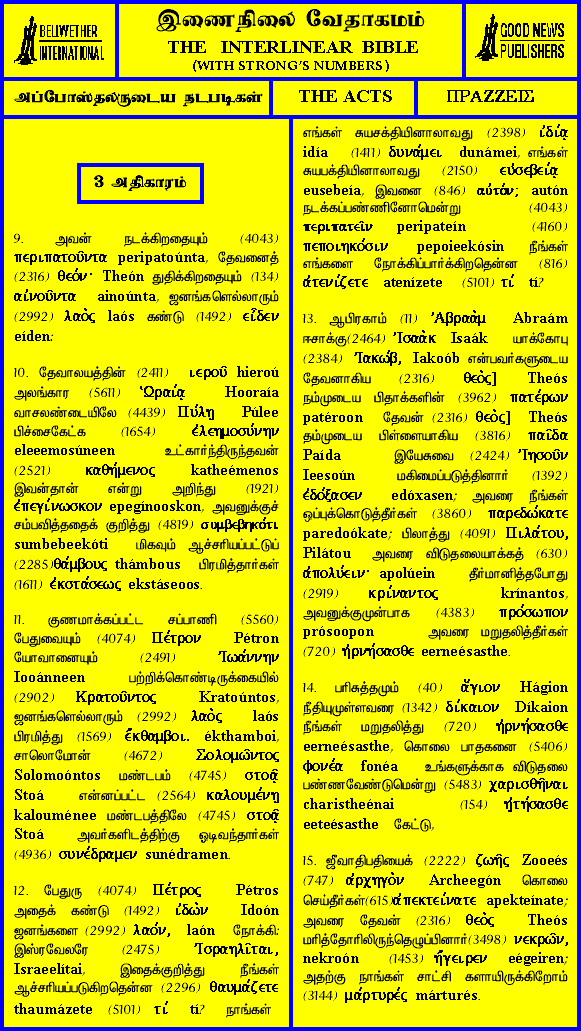 BELLWETHER
INTERNATIONAL
இணைநிலை வேதாகமம்
THE INTERLINEAR BIBLE
(WITH STRONG'S NUMBERS)
GOOD NEWS
PUBLISHERS
அப்போஸ்தலருடைய நடபடிகள்
THE ACTS
ΠΡΑΖΖΕΙΣ
3 அதிகாரம்
9. அவன் நடக்கிறதையும் (4043)
περιπατοῦντα peripatoúnta, தேவனைத்
(2316) θεόν· Theón துதிக்கிறதையும் (134)
αἰνοῦντα ainoúnta, ஜனங்களெல்லாரும்
(2992) λαὸς laós கண்டு (1492) εἶδεν
eíden;
10. தேவாலயத்தின் (2411) ιεροῦ hieroú
அலங்கார (5611) Ὡραίᾳ Hooraía
வாசலண்டையிலே (4439) Πύλῃ Púlee
பிச்சைகேட்க (1654) ἐλεημοσύνην
eleeemosúneen உட்கார்ந்திருந்தவன்
(2521) καθήμενος katheémenos
இவன்தான் என்று அறிந்து (1921)
ἐπεγίνωσκον epegínooskon, அவனுக்குச்
சம்பவித்ததைக் குறித்து (4819) συμβεβηκότι
sumbebeekóti மிகவும் ஆச்சரியப்பட்டுப்
(2285)θάμβους thámbous பிரமித்தார்கள்
(1611) ἐκστάσεως ekstáseoos.
11. குணமாக்கப்பட்ட சப்பாணி (5560)
பேதுவையும் (4074) Πέτρον Pétron
யோவானையும் (2491) Ἰωάννην
Iooánneen பற்றிக்கொண்டிருக்கையில்
(2902) Κρατοῦντος Kratoúntos,
ஜனங்களெல்லாரும் (2992) λαὸς laós
பிரமித்து (1569) ἔκθαμβοι. ékthamboi,
சாலொமோன் (4672) Σολομῶντος
Solomoóntos மண்டபம் (4745) στοᾷ
Stoá என்னப்பட்ட (2564) καλουμένῃ
kalouménee மண்டபத்திலே (4745) στοᾷ
Stoá அவர்களிடத்திற்கு ஓடிவந்தார்கள்
(4936) συνέδραμεν sunédramen.
12. பேதுரு (4074) Πέτρος Pétros
அதைக் கண்டு (1492) ἰδὼν Idoón
ஜனங்களை (2992) λαόν, laón நோக்கி:
இஸ்ரவேலரே (2475) Ἰσραηλῖται,
Israeelítai, இதைக்குறித்து நீங்கள்
ஆச்சரியப்படுகிறதென்ன (2296) θαυμάζετε
thaumázete (5101) τί tí? நாங்கள்
எங்கள் சுயசக்தியினாலாவது (2398) ἰδίᾳ
idía (1411) δυνάμει dunámei, எங்கள்
சுயபக்தியினாலாவது (2150) εὐσεβείᾳ
eusebeía, இவனை (846) αὐτόν; autón
நடக்கப்பண்ணினோமென்று (4043)
περιπατεῖν peripateín (4160)
πεποιηκόσιν pepoieekósin நீங்கள்
எங்களை நோக்கிப்பார்க்கிறதென்ன (816)
ἀτενίζετε atenízete (5101) τί tí?
13. ஆபிரகாம் (11) Ἀβραὰμ Abraám
ஈசாக்கு(2464) Ἰσαὰκ Isaák யாக்கோபு
(2384) Ἰακώβ, Iakoób என்பவர்களுடைய
தேவனாகிய (2316) θεὸς] Theós
நம்முடைய பிதாக்களின் (3962) πατέρων
patéroon தேவன் (2316) θεὸς] Theós
தம்முடைய பிள்ளையாகிய (3816) παῖδα
Paída இயேசுவை (2424) Ἰησοῦν
Ieesoún மகிமைப்படுத்தினார் (1392)
ἐδόξασεν edóxasen; அவரை நீங்கள்
ஒப்புக்கொடுத்தீர்கள் (3860) παρεδώκατε
paredoókate; பிலாத்து (4091) Πιλάτου,
Pilátou அவரை விடுதலையாக்கத் (630)
ἀπολύειν· apolúein தீர்மானித்தபோது
(2919) κρίναντος krínantos,
அவனுக்குமுன்பாக (4383) πρόσωπον
prósoopon அவரை மறுதலித்தீர்கள்
(720) ἠρνήσασθε eerneésasthe.
14. பரிசுத்தமும் (40) ἅγιον Hágion
நீதியுமுள்ளவரை (1342) δίκαιον Díkaion
நீங்கள் மறுதலித்து (720) ἠρνήσασθε
eerneésasthe, கொலை பாதகனை (5406)
φονέα fonéa உங்களுக்காக விடுதலை
பண்ணவேண்டுமென்று (5483) χαρισθῆναι
charistheénai (154) ᾐτήσασθε
eeteésasthe கேட்டு,
15. ஜீவாதிபதியைக் (2222) ζωῆς Zooeés
(747) ἀρχηγὸν Archeegón கொலை
செய்தீர்கள்(615) ἀπεκτείνατε apekteínate;
அவரை தேவன் (2316) θεὸς Theós
மரித்தோரிலிருந்தெழுப்பினார்(3498) νεκρῶν,
nekroón (1453) ἤγειρεν eégeiren;
அதற்கு நாங்கள் சாட்சி களாயிருக்கிறோம்
(3144) μάρτυρές márturés.